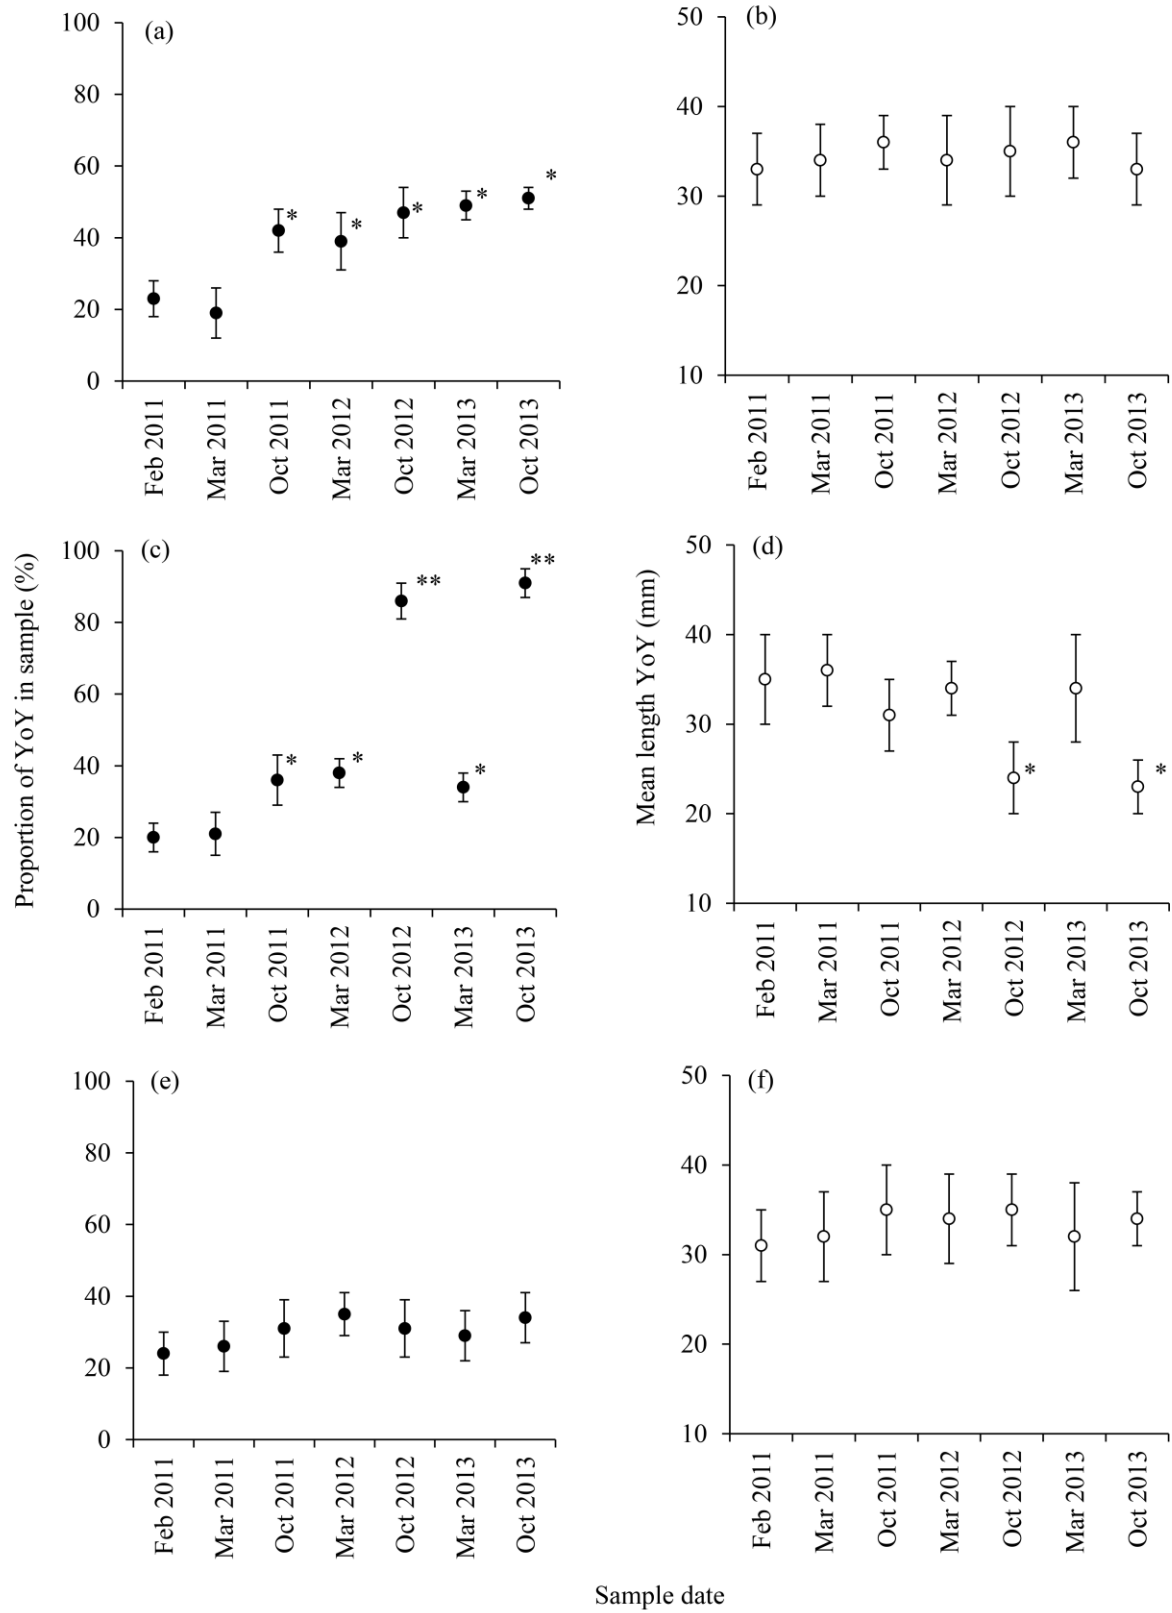 (a)
100
80
60
40
20
0
* * * * *
Feb 2011
Mar 2011
Oct 2011
Mar 2012
Oct 2012
Mar 2013
Oct 2013
(b)
50
40
30
20
10
Feb 2011
Mar 2011
Oct 2011
Mar 2012
Oct 2012
Mar 2013
Oct 2013
Proportion of YoY in sample (%)
(c)
100
80
60
40
20
0
* * ** * **
Feb 2011
Mar 2011
Oct 2011
Mar 2012
Oct 2012
Mar 2013
Oct 2013
Mean length YoY (mm)
(d)
50
40
30
20
10
* *
Feb 2011
Mar 2011
Oct 2011
Mar 2012
Oct 2012
Mar 2013
Oct 2013
(e)
100
80
60
40
20
0
Feb 2011
Mar 2011
Oct 2011
Mar 2012
Oct 2012
Mar 2013
Oct 2013
(f)
50
40
30
20
10
Feb 2011
Mar 2011
Oct 2011
Mar 2012
Oct 2012
Mar 2013
Oct 2013
Sample date